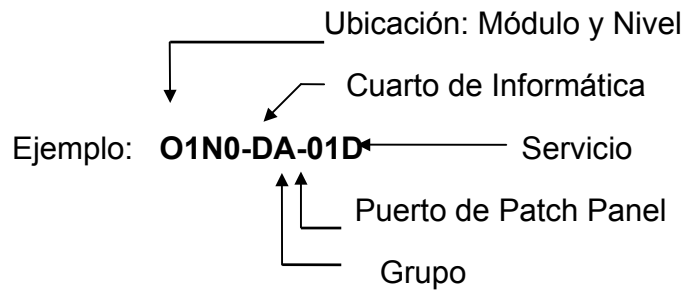 Ubicación: Módulo y Nivel
Cuarto de Informática
Ejemplo: O1N0-DA-01D Servicio
Puerto de Patch Panel
Grupo